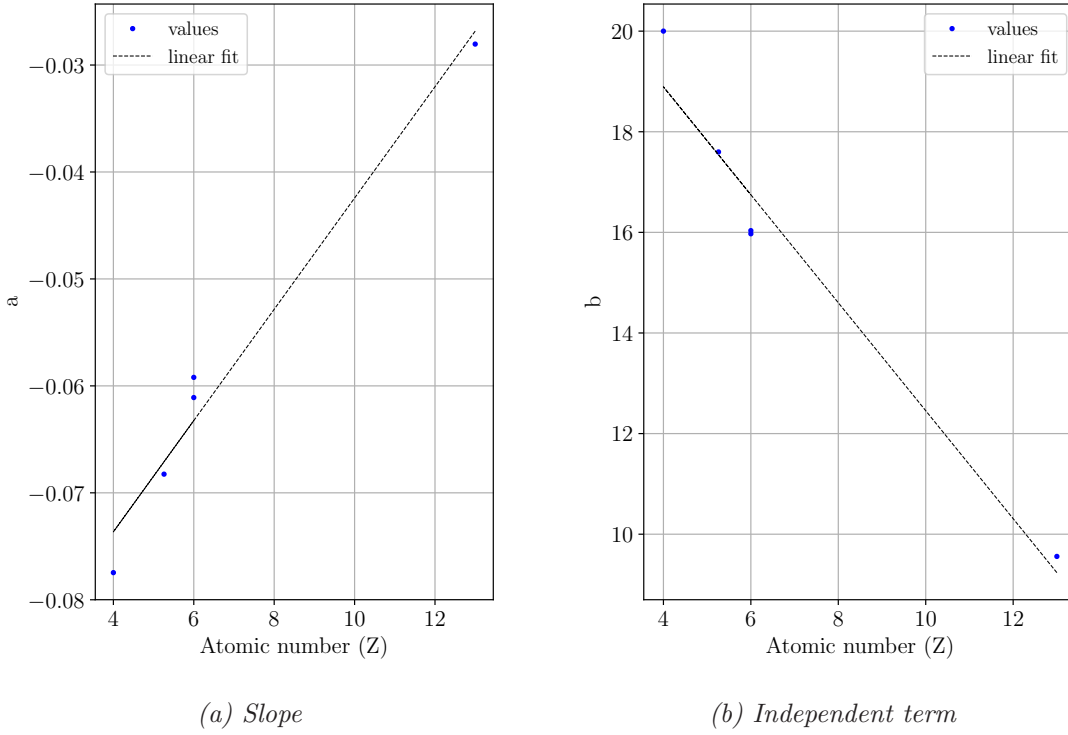 values
linear fit
−0.03
−0.04
−0.05
−0.06
−0.07
−0.08
a
4
6
8
10
12
Atomic number (Z)
(a) Slope
values
linear fit
20
18
16
14
12
10
b
4
6
8
10
12
Atomic number (Z)
(b) Independent term